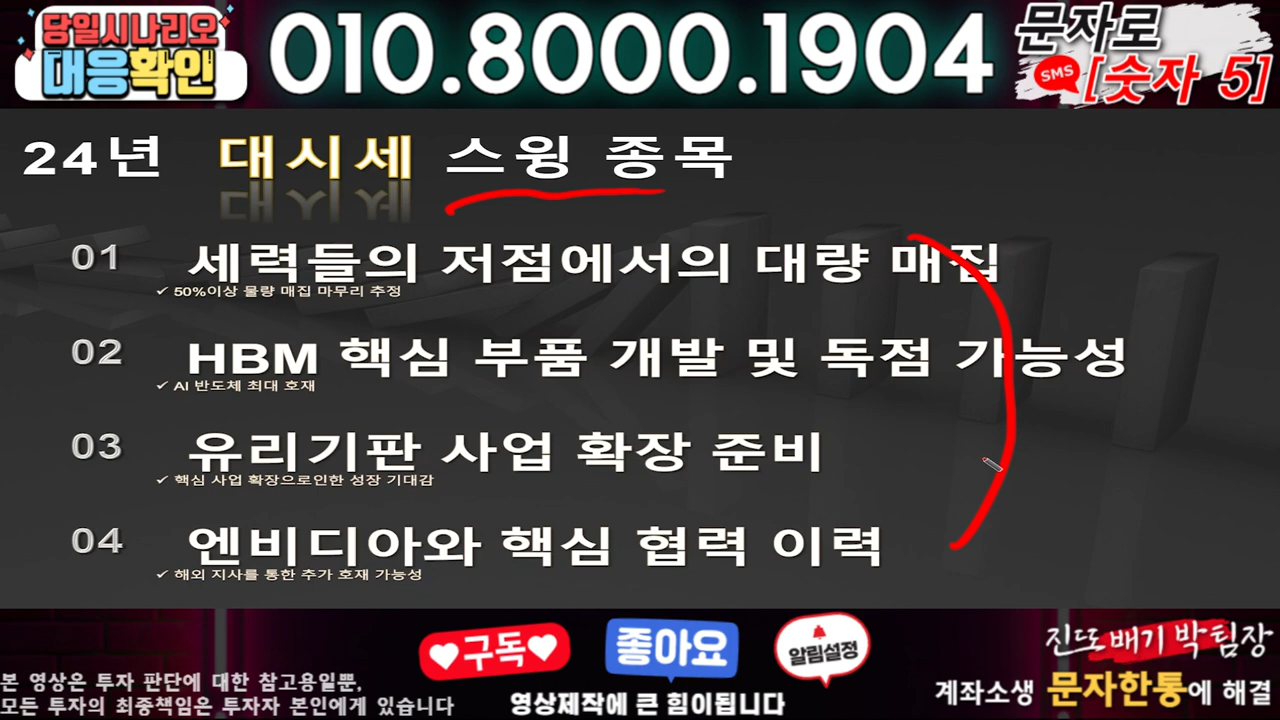 당일시나리오
대응확인
010.8000.1904
문자로
SMS
[숫자 5]
24년 대시세 스윙 종목
01 세력들의 저점에서의 대량 매집
✓ 50%이상 물량 매집 마무리 추정
02 HBM 핵심 부품 개발 및 독점 가능성
✓ AI 반도체 최대 호재
03 유리기판 사업 확장 준비
✓ 핵심 사업 확장으로인한 성장 기대감
04 엔비디아와 핵심 협력 이력
✓ 해외 지사를 통한 추가 호재 가능성
본 영상은 투자 판단에 대한 참고용일뿐,
모든 투자의 최종책임은 투자자 본인에게 있습니다
구독
좋아요
알림설정
영상제작에 큰 힘이됩니다
진또배기 박팀장
계좌소생 문자한통에 해결